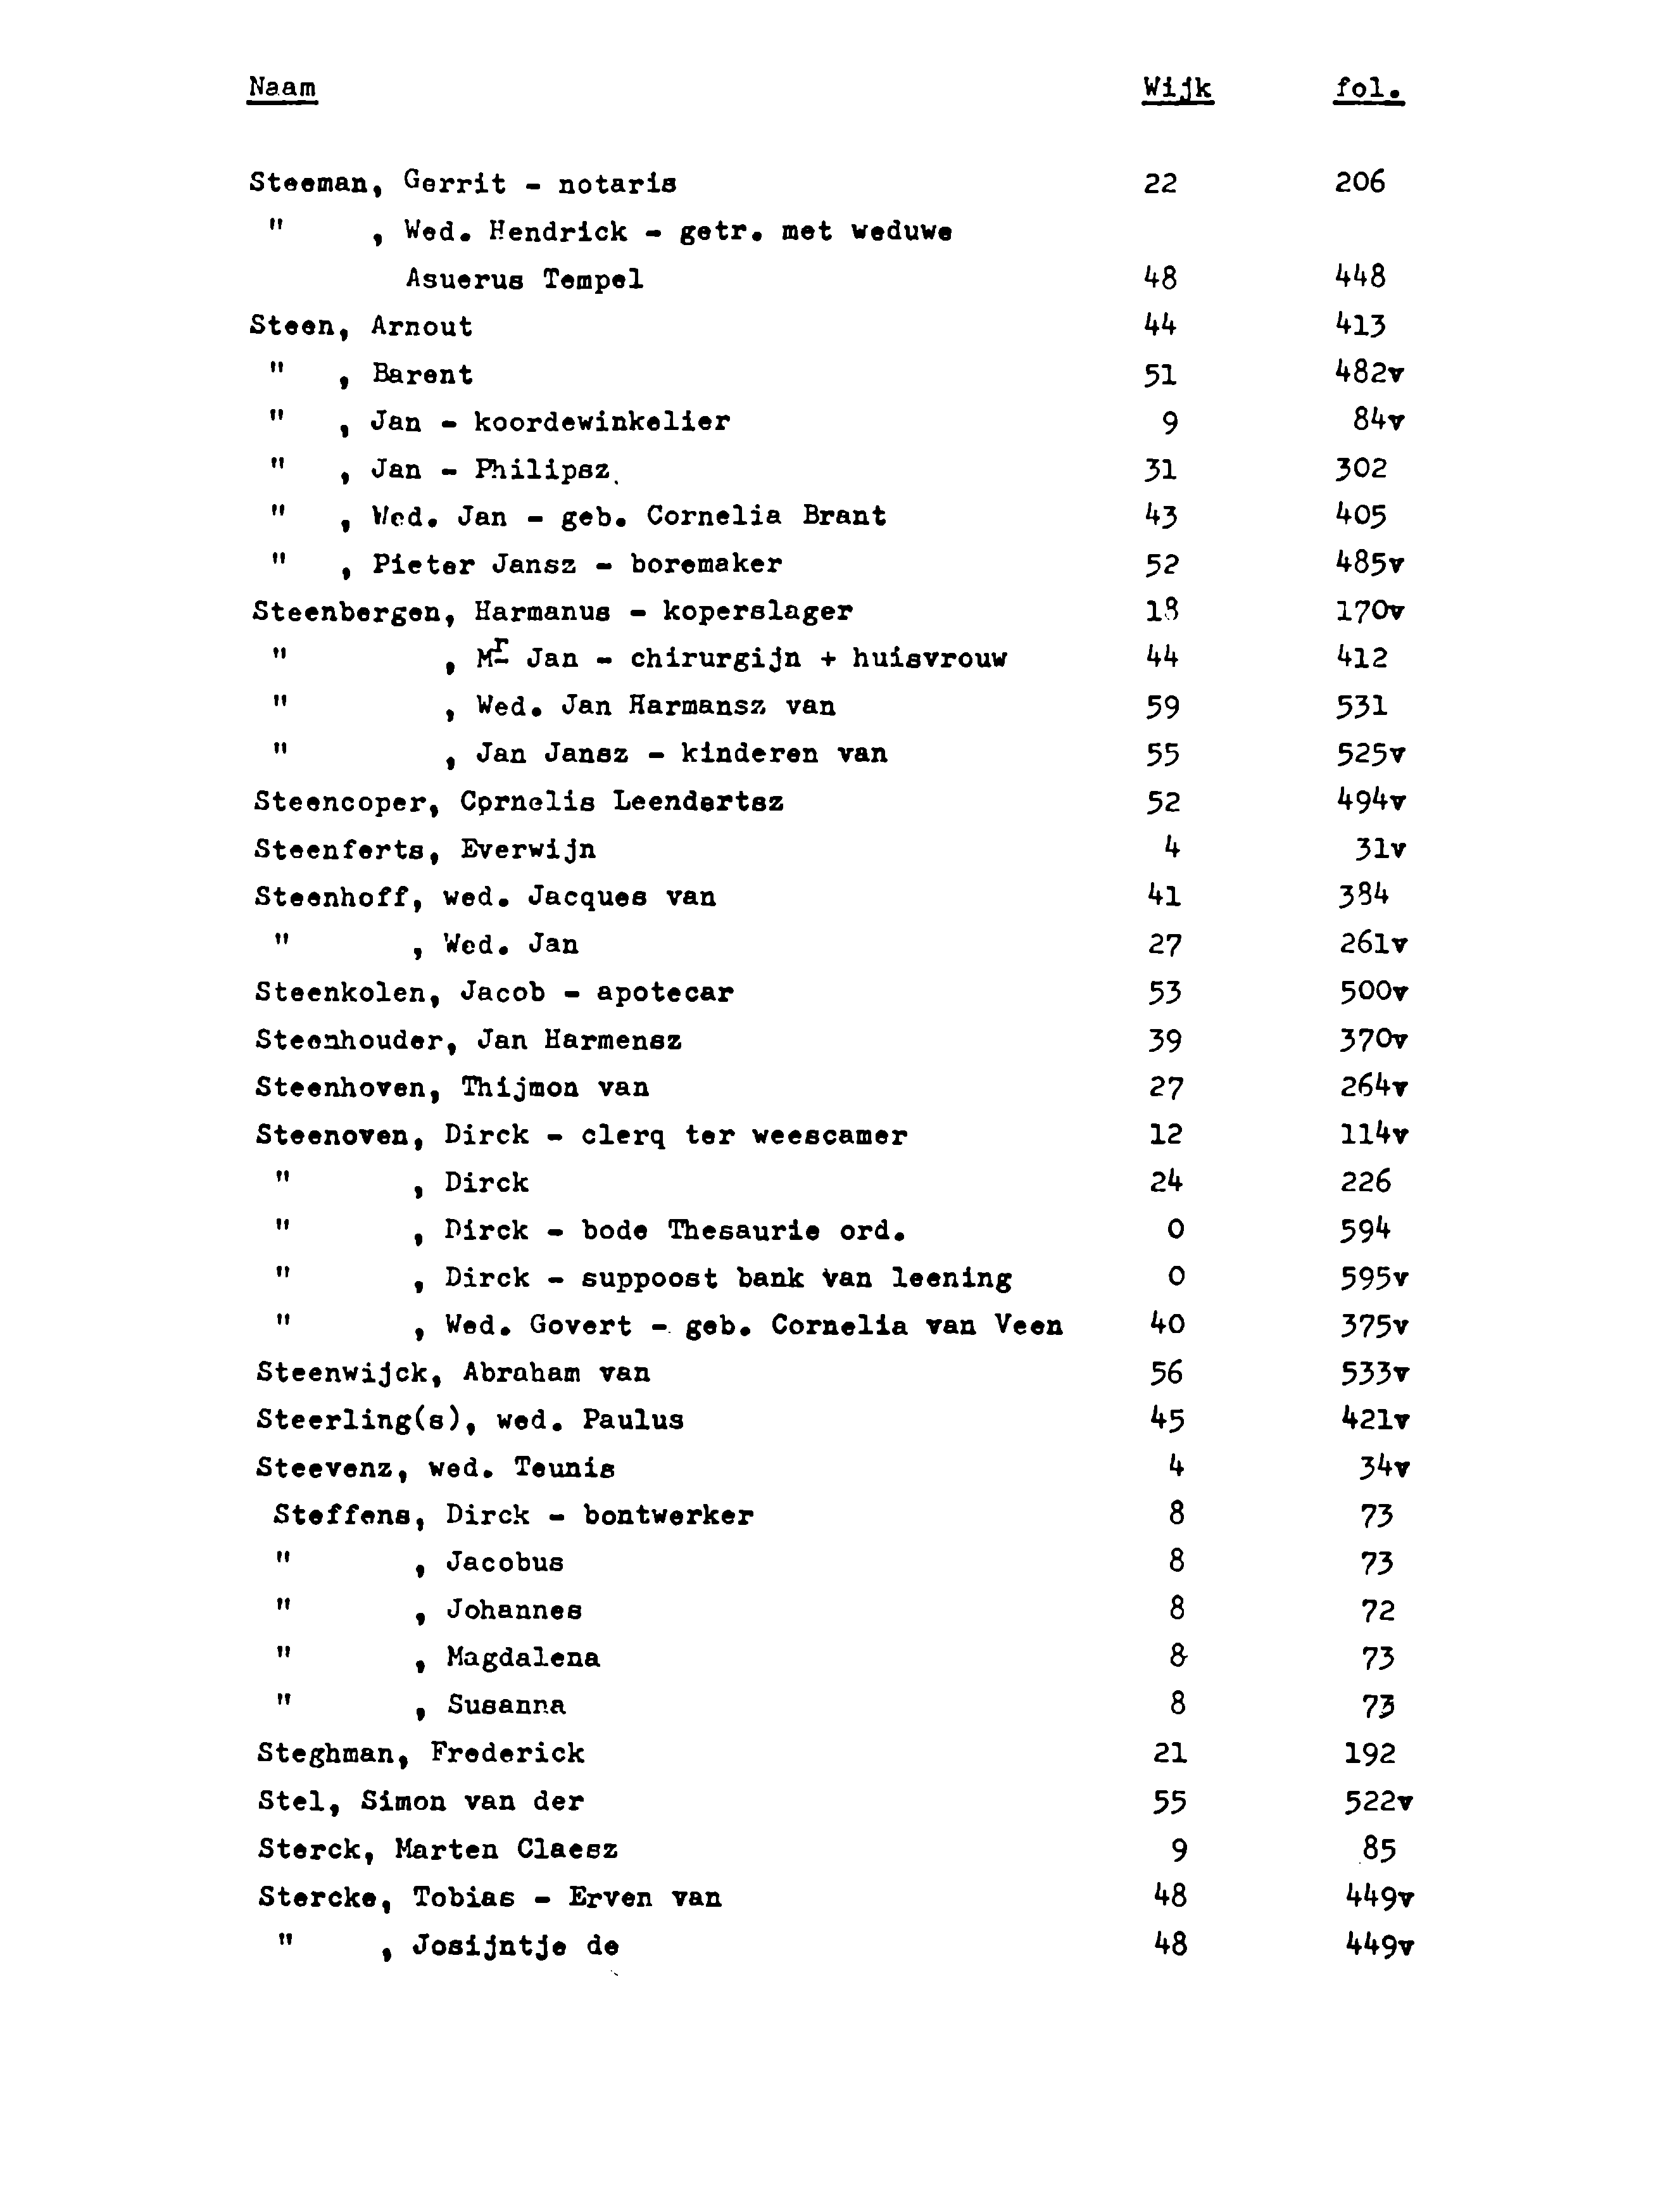 Naam Wijk fol.
Steeman, Gerrit - notaris 22 206
" , Wed. Hendrick - getr. met weduwe
Asuerus Tempel 48 448
Steen, Arnout 44 413
" , Barent 51 482v
" , Jan - koordewinkelier 9 84v
" , Jan - Philipsz. 31 302
" , Wed. Jan - geb. Cornelia Brant 43 405
" , Pieter Jansz - boremaker 52 485v
Steenbergen, Harmanus - koperslager 18 170v
" , Mr Jan - chirurgijn + huisvrouw 44 412
" , Wed. Jan Harmansz van 59 531
" , Jan Jansz - kinderen van 55 525v
Steencoper, Cornelis Leendertsz 52 494v
Steenferts, Everwijn 4 31v
Steenhoff, wed. Jacques van 41 384
" , Wed. Jan 27 261v
Steenkolen, Jacob - apotecar 53 500v
Steenhouder, Jan Harmensz 39 370v
Steenhoven, Thijmon van 27 264v
Steenoven, Dirck - clerq ter weescamer 12 114v
" , Dirck 24 226
" , Dirck - bode Thesaurie ord. 0 594
" , Dirck - suppoost bank van leening 0 595v
" , Wed. Govert - geb. Cornelia van Veen 40 375v
Steenwijck, Abraham van 56 533v
Steerling(s), wed. Paulus 45 421v
Steevenz, wed. Teunis 4 34v
Steffens, Dirck - bontwerker 8 73
" , Jacobus 8 73
" , Johannes 8 72
" , Magdalena 8 73
" , Susanna 8 73
Steghman, Frederick 21 192
Stel, Simon van der 55 522v
Sterck, Marten Claesz 9 85
Stercke, Tobias - Erven van 48 449v
" , Josijntje de 48 449v